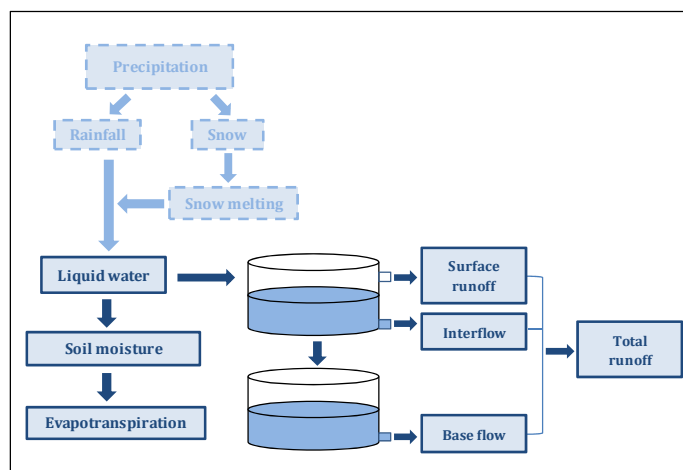 Precipitation
Rainfall
Snow
Snow melting
Liquid water
Surface
runoff
Soil moisture
Interflow
Total
runoff
Evapotranspiration
Base flow